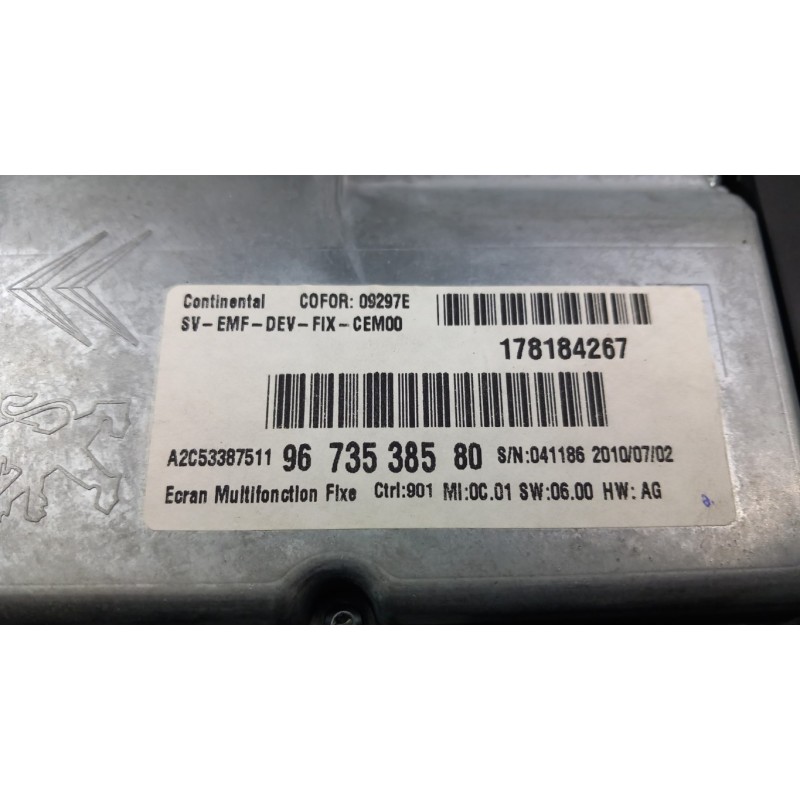 Continental COFOR: 09297E
SV-EMF-DEV-FIX-CEM00
178184267
A2C53387511 96 735 385 80 S/N:041186 2010/07/02
Ecran Multifonction Fixe Ctrl:901 MI:0C.01 SW:06.00 HW: AG